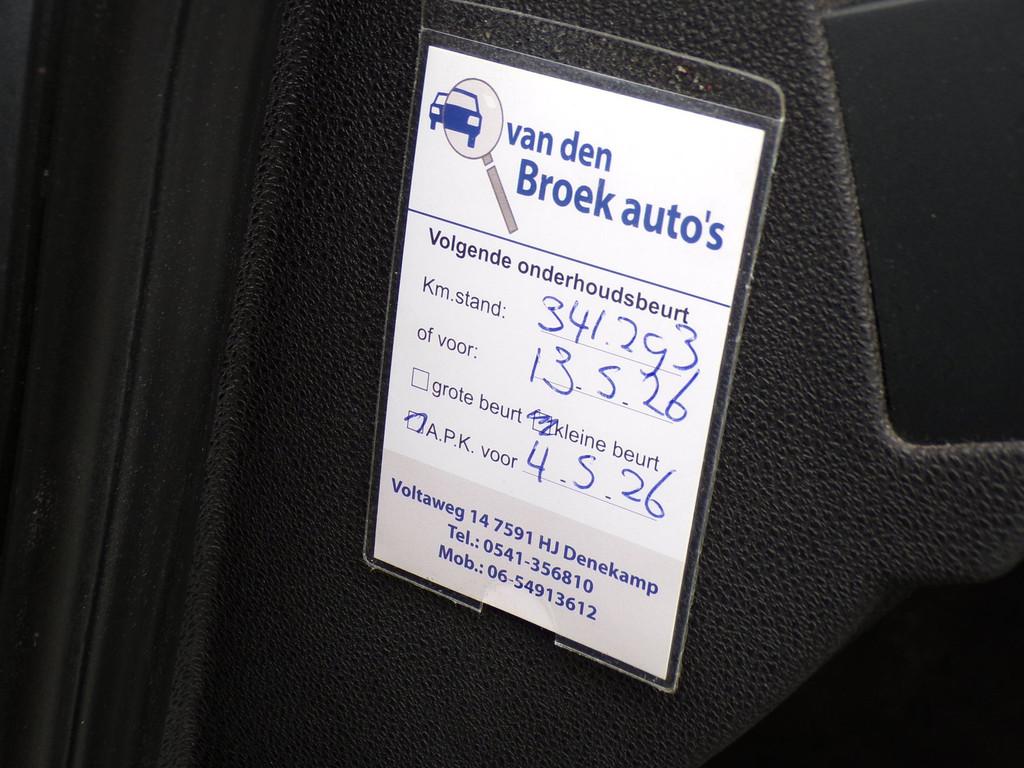 van den
Broek auto's
Volgende onderhoudsbeurt
Km.stand: 341.293
of voor: 13.5.26
grote beurt kleine beurt
A.P.K. voor 4.5.26
Voltaweg 14 7591 HJ Denekamp
Tel.: 0541-356810
Mob.: 06-54913612